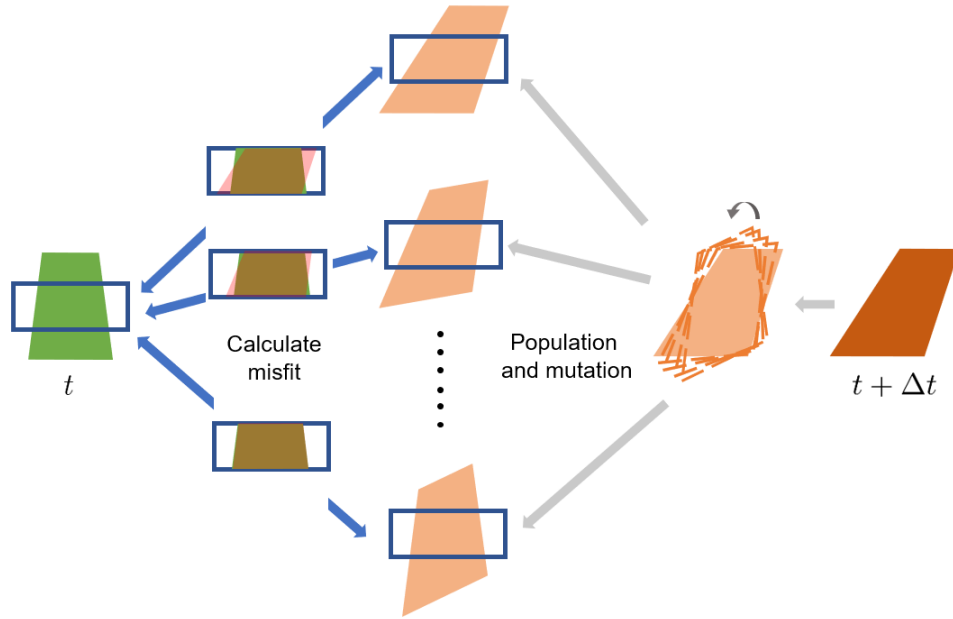 Calculate
misfit
Population
and mutation
t
t + Δt